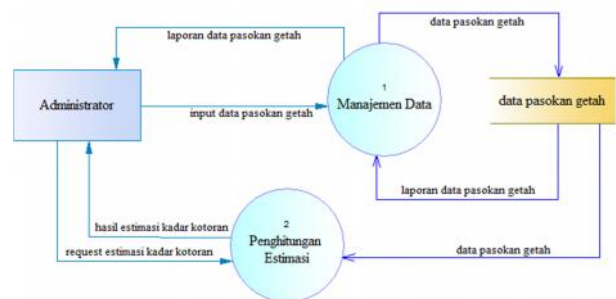 laporan data pasokan getah
data pasokan getah
Administrator
input data pasokan getah
1
Manajemen Data
data pasokan getah
laporan data pasokan getah
hasil estimasi kadar kotoran
request estimasi kadar kotoran
2
Penghitungan
Estimasi
data pasokan getah